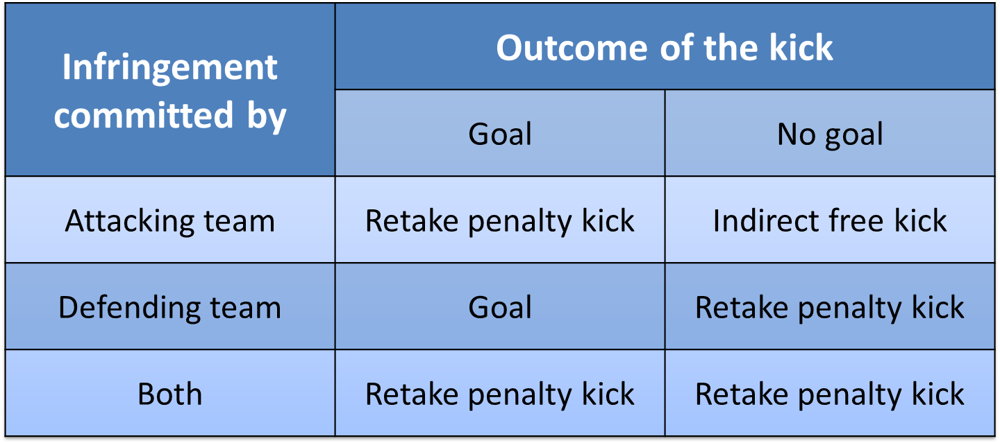 Infringement
committed by
Outcome of the kick
Goal
No goal
Attacking team
Retake penalty kick
Indirect free kick
Defending team
Goal
Retake penalty kick
Both
Retake penalty kick
Retake penalty kick